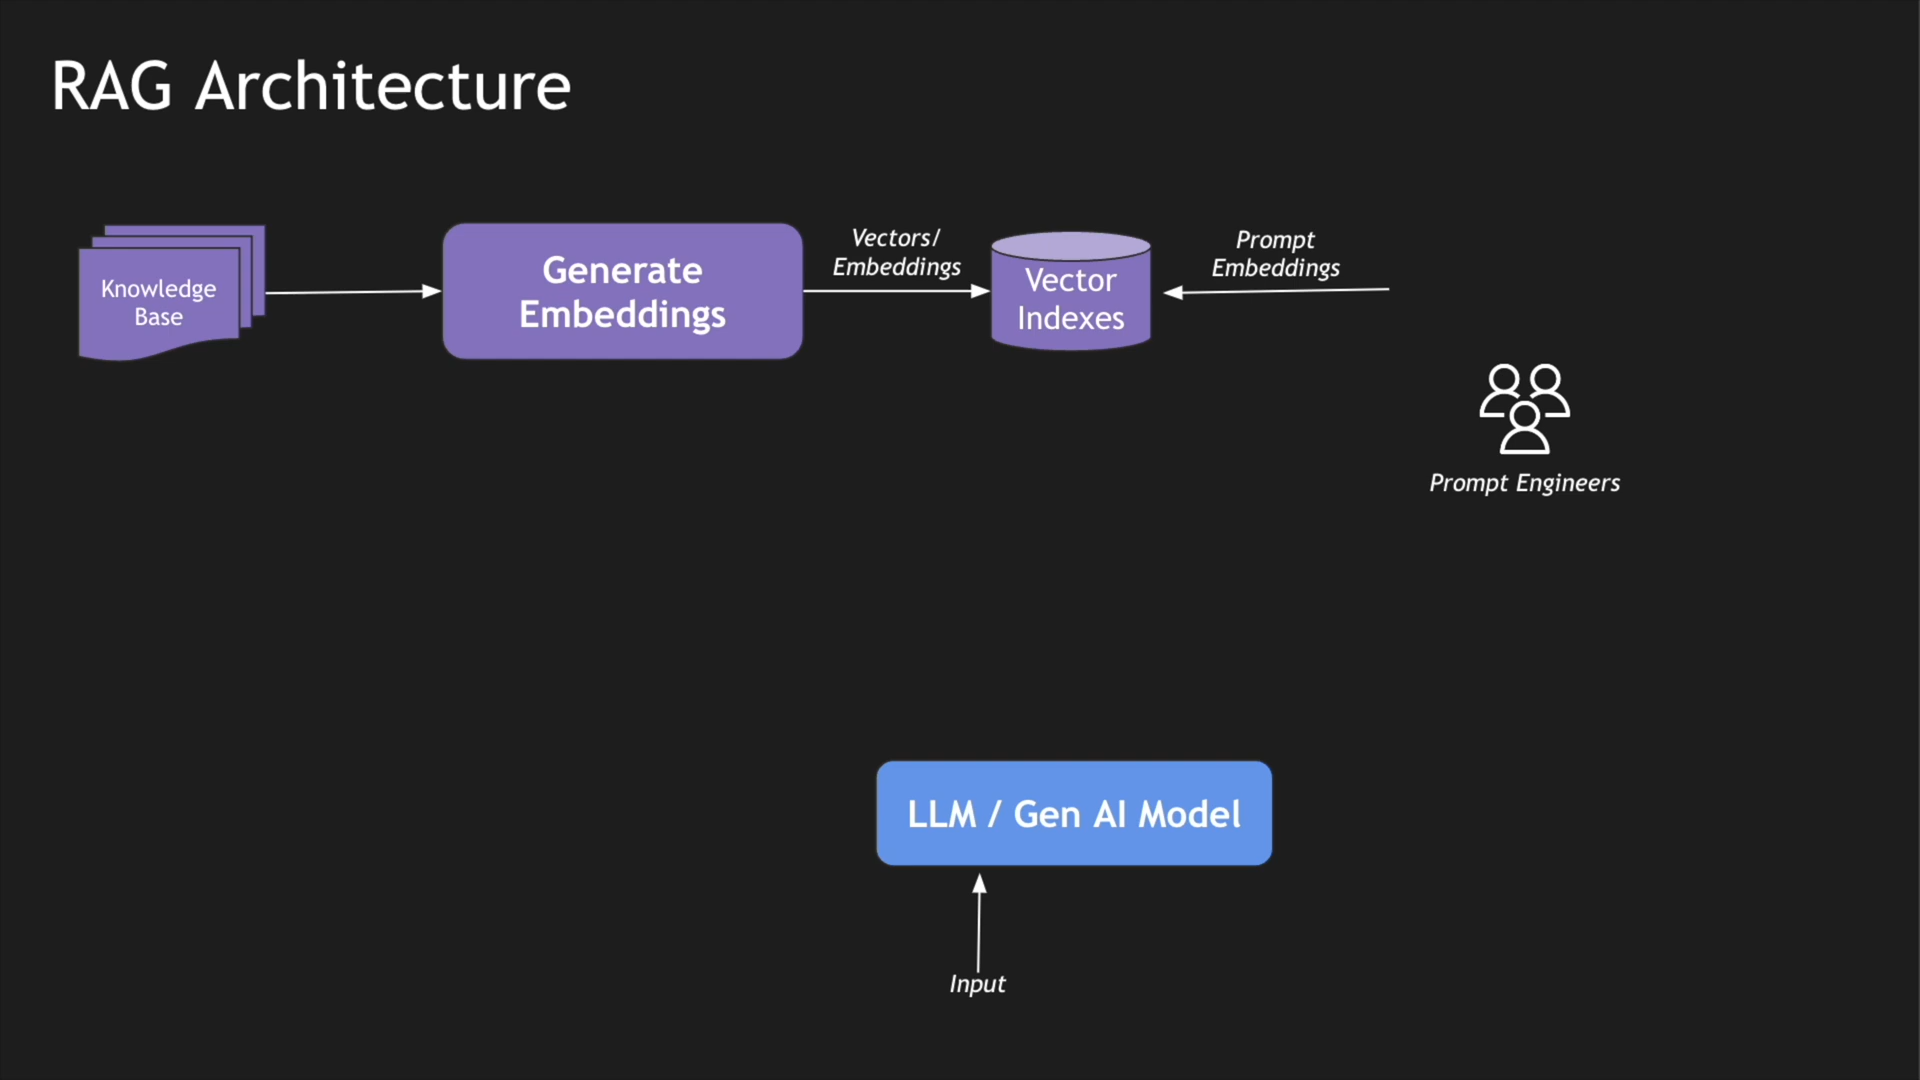 RAG Architecture
Knowledge
Base
Generate
Embeddings
Vectors/
Embeddings
Vector
Indexes
Prompt
Embeddings
Prompt Engineers
LLM / Gen AI Model
Input